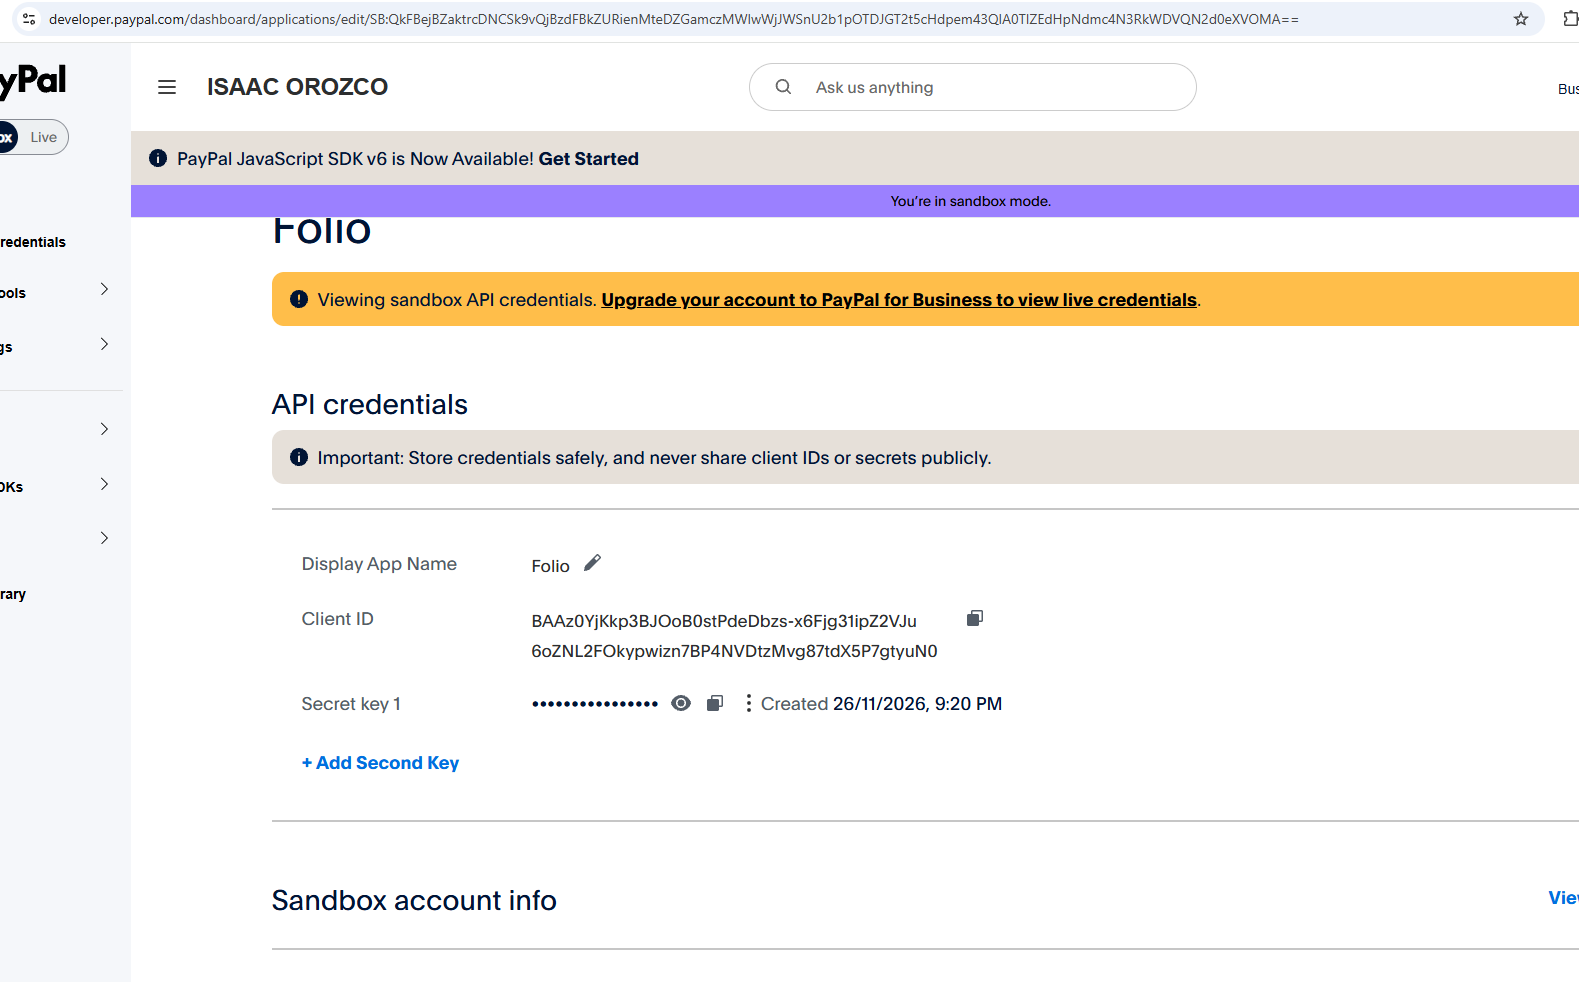 developer.paypal.com/dashboard/applications/edit/SB:QkFBejBZaktrcDNCSk9vQjBzdFBkZURienMteDZGamczMWlwWjJWSnU2b1pOTDJGT2t5cHdpem43QlA0TlZEdHpNdmc4N3RkWDVQN2d0eXVOMA==
yPal
ISAAC OROZCO
Ask us anything
Bus
ox Live
PayPal JavaScript SDK v6 is Now Available! Get Started
You're in sandbox mode.
Folio
redentials
Viewing sandbox API credentials. Upgrade your account to PayPal for Business to view live credentials.
ools
gs
API credentials
Important: Store credentials safely, and never share client IDs or secrets publicly.
DKs
Display App Name Folio
rary
Client ID BAAz0YjKkp3BJOoB0stPdeDbzs-x6Fjg31ipZ2VJu
6oZNL2FOkypwizn7BP4NVDtzMvg87tdX5P7gtyuN0
Secret key 1 •••••••••••••••• Created 26/11/2026, 9:20 PM
+ Add Second Key
Sandbox account info
Vie